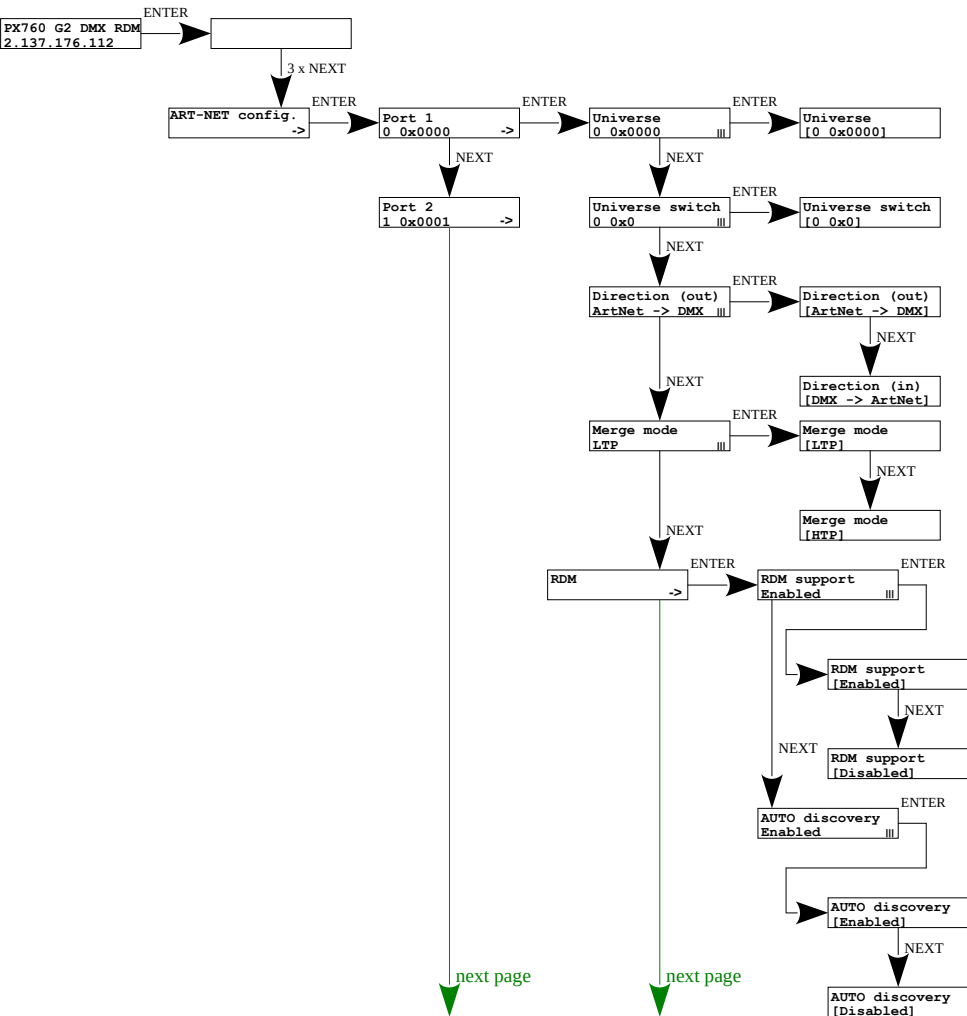 ENTER
PX760 G2 DMX RDM
2.137.176.112
3 x NEXT
ART-NET config.
->
ENTER
Port 1
0 0x0000 ->
ENTER
Universe
0 0x0000
ENTER
Universe
[0 0x0000]
NEXT
NEXT
Port 2
1 0x0001 ->
Universe switch
0 0x0
ENTER
Universe switch
[0 0x0]
NEXT
Direction (out)
ArtNet -> DMX
ENTER
Direction (out)
[ArtNet -> DMX]
NEXT
Direction (in)
[DMX -> ArtNet]
NEXT
Merge mode
LTP
ENTER
Merge mode
[LTP]
NEXT
Merge mode
[HTP]
NEXT
RDM
->
ENTER
RDM support
Enabled
ENTER
RDM support
[Enabled]
NEXT
RDM support
[Disabled]
NEXT
AUTO discovery
Enabled
ENTER
AUTO discovery
[Enabled]
NEXT
AUTO discovery
[Disabled]
next page
next page